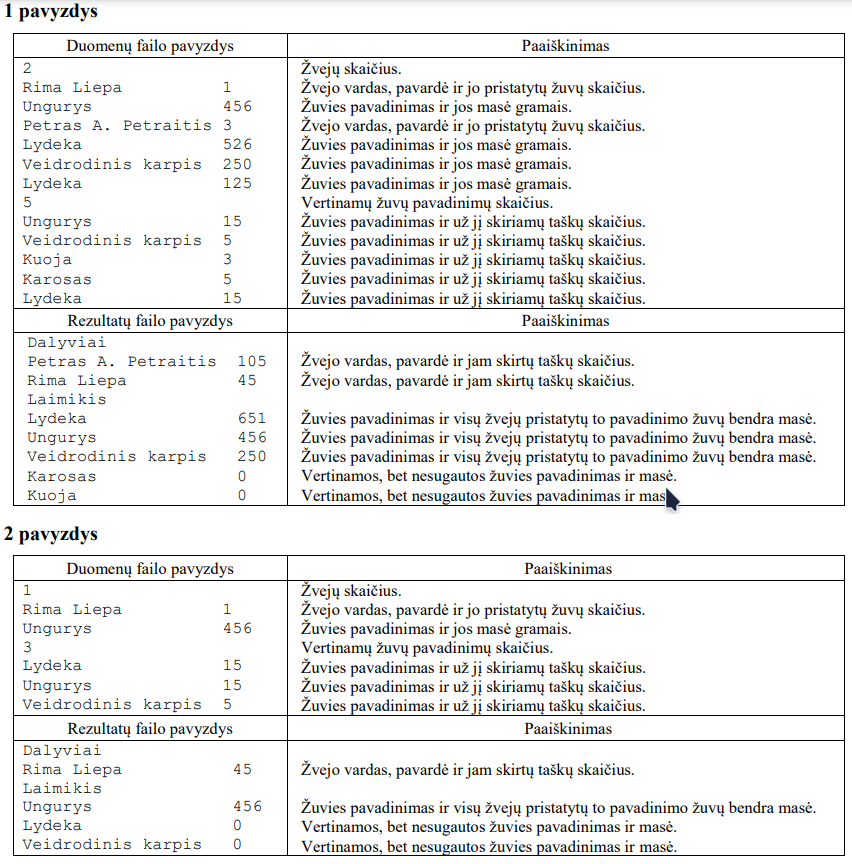 1 pavyzdys
Duomenų failo pavyzdys Paaiškinimas
2 Žvejų skaičius.
Rima Liepa 1 Žvejo vardas, pavardė ir jo pristatytų žuvų skaičius.
Ungurys 456 Žuvies pavadinimas ir jos masė gramais.
Petras A. Petraitis 3 Žvejo vardas, pavardė ir jo pristatytų žuvų skaičius.
Lydeka 526 Žuvies pavadinimas ir jos masė gramais.
Veidrodinis karpis 250 Žuvies pavadinimas ir jos masė gramais.
Lydeka 125 Žuvies pavadinimas ir jos masė gramais.
5 Vertinamų žuvų pavadinimų skaičius.
Ungurys 15 Žuvies pavadinimas ir už jį skiriamų taškų skaičius.
Veidrodinis karpis 5 Žuvies pavadinimas ir už jį skiriamų taškų skaičius.
Kuoja 3 Žuvies pavadinimas ir už jį skiriamų taškų skaičius.
Karosas 5 Žuvies pavadinimas ir už jį skiriamų taškų skaičius.
Lydeka 15 Žuvies pavadinimas ir už jį skiriamų taškų skaičius.
Rezultatų failo pavyzdys Paaiškinimas
Dalyviai
Petras A. Petraitis 105 Žvejo vardas, pavardė ir jam skirtų taškų skaičius.
Rima Liepa 45 Žvejo vardas, pavardė ir jam skirtų taškų skaičius.
Laimikis
Lydeka 651 Žuvies pavadinimas ir visų žvejų pristatytų to pavadinimo žuvų bendra masė.
Ungurys 456 Žuvies pavadinimas ir visų žvejų pristatytų to pavadinimo žuvų bendra masė.
Veidrodinis karpis 250 Žuvies pavadinimas ir visų žvejų pristatytų to pavadinimo žuvų bendra masė.
Karosas 0 Vertinamos, bet nesugautos žuvies pavadinimas ir masė.
Kuoja 0 Vertinamos, bet nesugautos žuvies pavadinimas ir
2 pavyzdys
Duomenų failo pavyzdys Paaiškinimas
1 Žvejų skaičius.
Rima Liepa 1 Žvejo vardas, pavardė ir jo pristatytų žuvų skaičius.
Ungurys 456 Žuvies pavadinimas ir jos masė gramais.
3 Vertinamų žuvų pavadinimų skaičius.
Lydeka 15 Žuvies pavadinimas ir už jį skiriamų taškų skaičius.
Ungurys 15 Žuvies pavadinimas ir už jį skiriamų taškų skaičius.
Veidrodinis karpis 5 Žuvies pavadinimas ir už jį skiriamų taškų skaičius.
Rezultatų failo pavyzdys Paaiškinimas
Dalyviai
Rima Liepa 45 Žvejo vardas, pavardė ir jam skirtų taškų skaičius.
Laimikis
Ungurys 456 Žuvies pavadinimas ir visų žvejų pristatytų to pavadinimo žuvų bendra masė.
Lydeka 0 Vertinamos, bet nesugautos žuvies pavadinimas ir masė.
Veidrodinis karpis 0 Vertinamos, bet nesugautos žuvies pavadinimas ir masė.